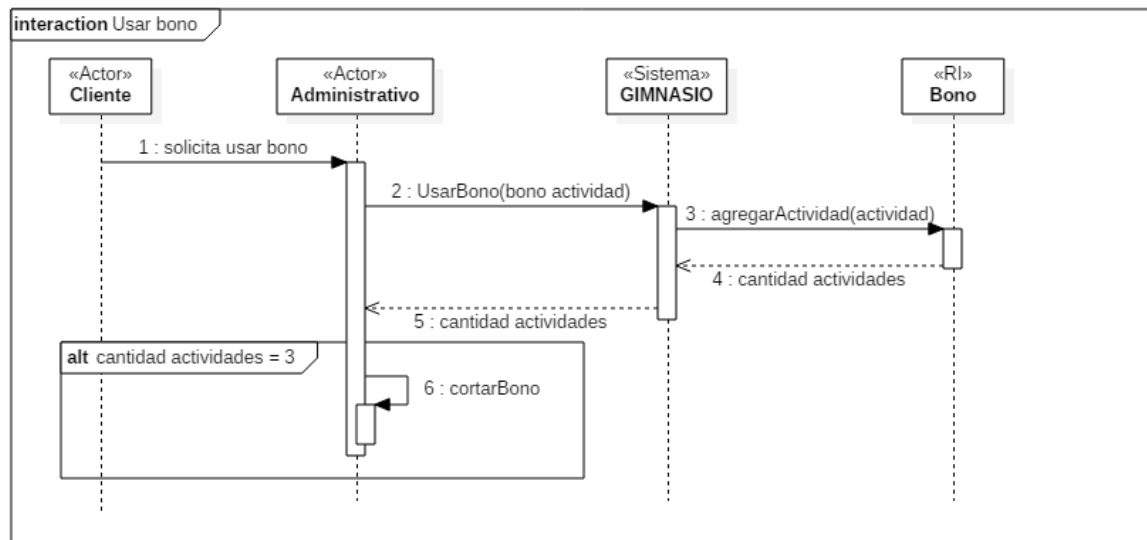 interaction Usar bono
«Actor»
Cliente
«Actor»
Administrativo
«Sistema»
GIMNASIO
«RI»
Bono
1 : solicita usar bono
2 : UsarBono(bono actividad)
3 : agregarActividad(actividad)
4 : cantidad actividades
5 : cantidad actividades
alt cantidad actividades = 3
6 : cortarBono